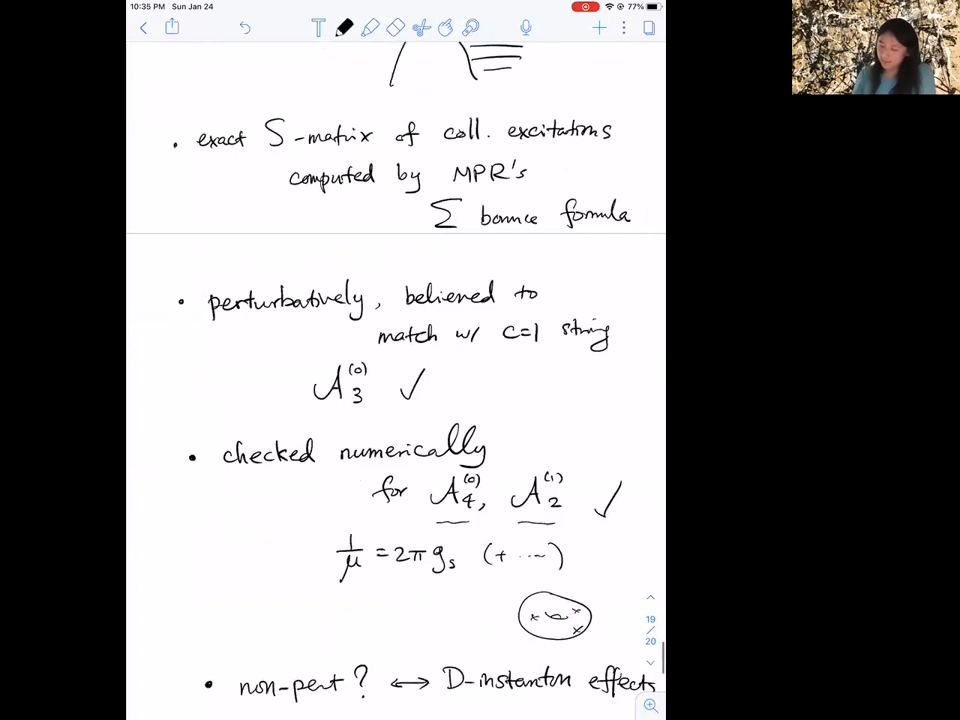 10:35 PM Sun Jan 24
77%
• exact S-matrix of coll. excitations
computed by MPR's
∑ bounce formula
• perturbatively, believed to
match w/ c=1 string
A₃⁽⁰⁾ ✓
• checked numerically
for A₄⁽⁰⁾, A₂⁽¹⁾ ✓
1/μ = 2π gₛ (+ ⋯)
• non-pert? ↔ D-instanton effects
19
/
20